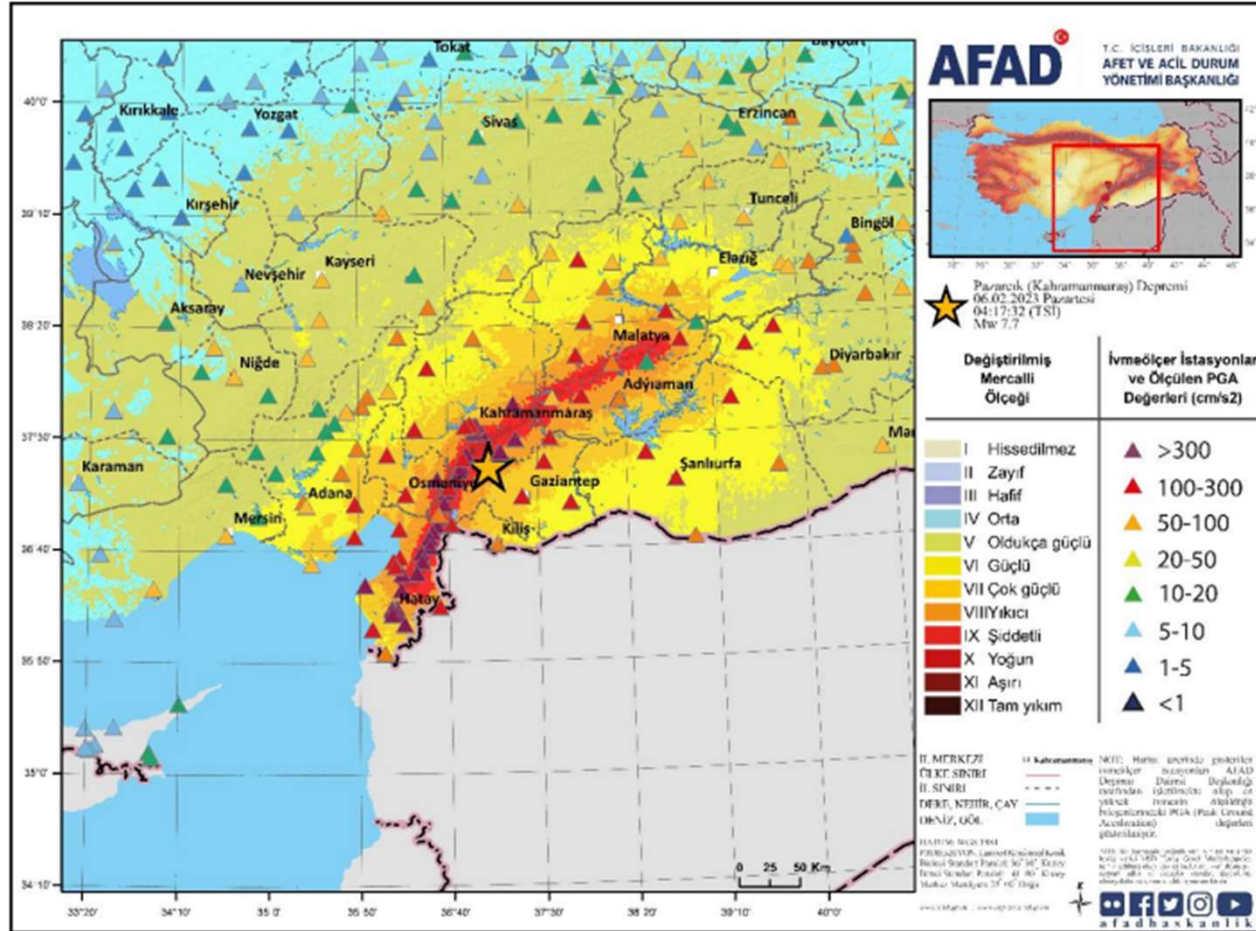 AFAD
T.C. İÇİŞLERİ BAKANLIĞI
AFET VE ACİL DURUM
YÖNETİMİ BAŞKANLIĞI
Pazarcık (Kahramanmaraş) Depremi
06.02.2023 Pazartesi
04:17:32 (TSİ)
Mw 7.7
Değiştirilmiş
Mercalli
Ölçeği
I Hissedilmez
II Zayıf
III Hafif
IV Orta
V Oldukça güçlü
VI Güçlü
VII Çok güçlü
VIII Yıkıcı
IX Şiddetli
X Yoğun
XI Aşırı
XII Tam yıkım
İvmeölçer İstasyonlar
ve Ölçülen PGA
Değerleri (cm/s2)
>300
100-300
50-100
20-50
10-20
5-10
1-5
<1
İL MERKEZİ
Kahramanmaraş
ÜLKE SINIRI
İL SINIRI
DERE, NEHİR, ÇAY
DENİZ, GÖL
afadbaskanlik
Tokat
Bayburt
Kırıkkale
Yozgat
Sivas
Erzincan
Kırşehir
Tunceli
Bingöl
Nevşehir
Kayseri
Elazığ
Aksaray
Malatya
Niğde
Diyarbakır
Adýıaman
Kahramanmaraş
Mar
Karaman
Adana
Osmaniye
Gaziantep
Şanlıurfa
Mersin
Kilis
Hatay
40°0'
39°10'
38°20'
37°30'
36°40'
35°50'
35°0'
34°10'
0 25 50 Km
33°20'
34°10'
35°0'
35°50'
36°40'
37°30'
38°20'
39°10'
40°0'